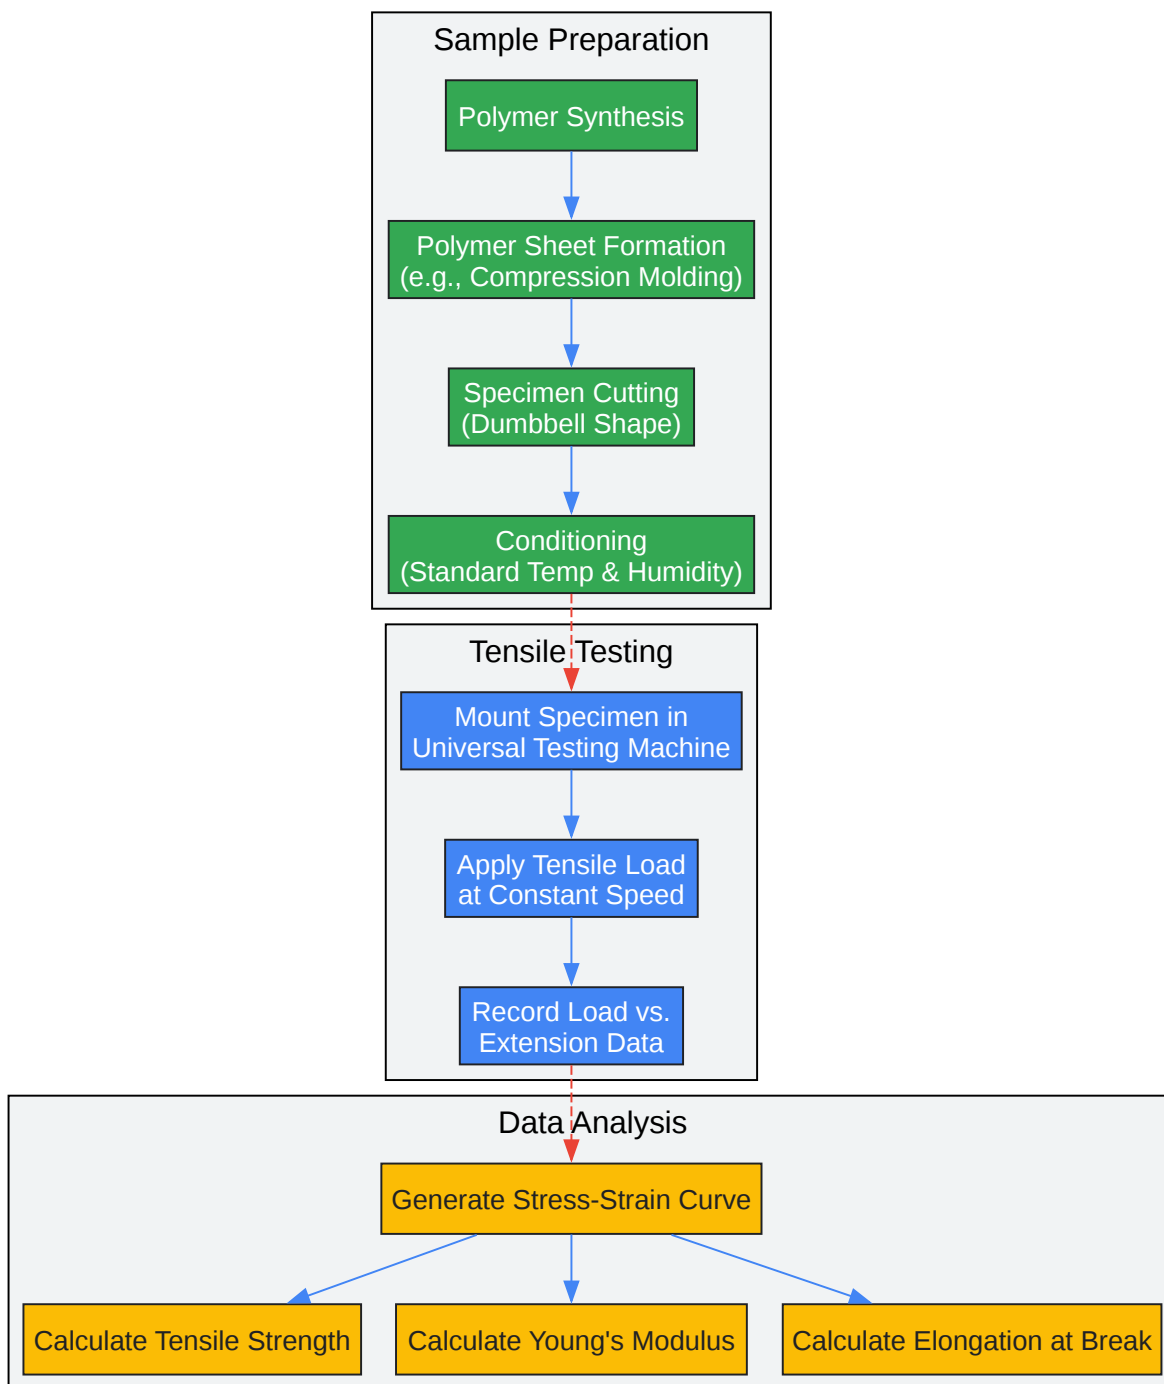 Sample Preparation
Polymer Synthesis
Polymer Sheet Formation
(e.g., Compression Molding)
Specimen Cutting
(Dumbbell Shape)
Conditioning
(Standard Temp & Humidity)
Tensile Testing
Mount Specimen in
Universal Testing Machine
Apply Tensile Load
at Constant Speed
Record Load vs.
Extension Data
Data Analysis
Generate Stress-Strain Curve
Calculate Tensile Strength
Calculate Young's Modulus
Calculate Elongation at Break